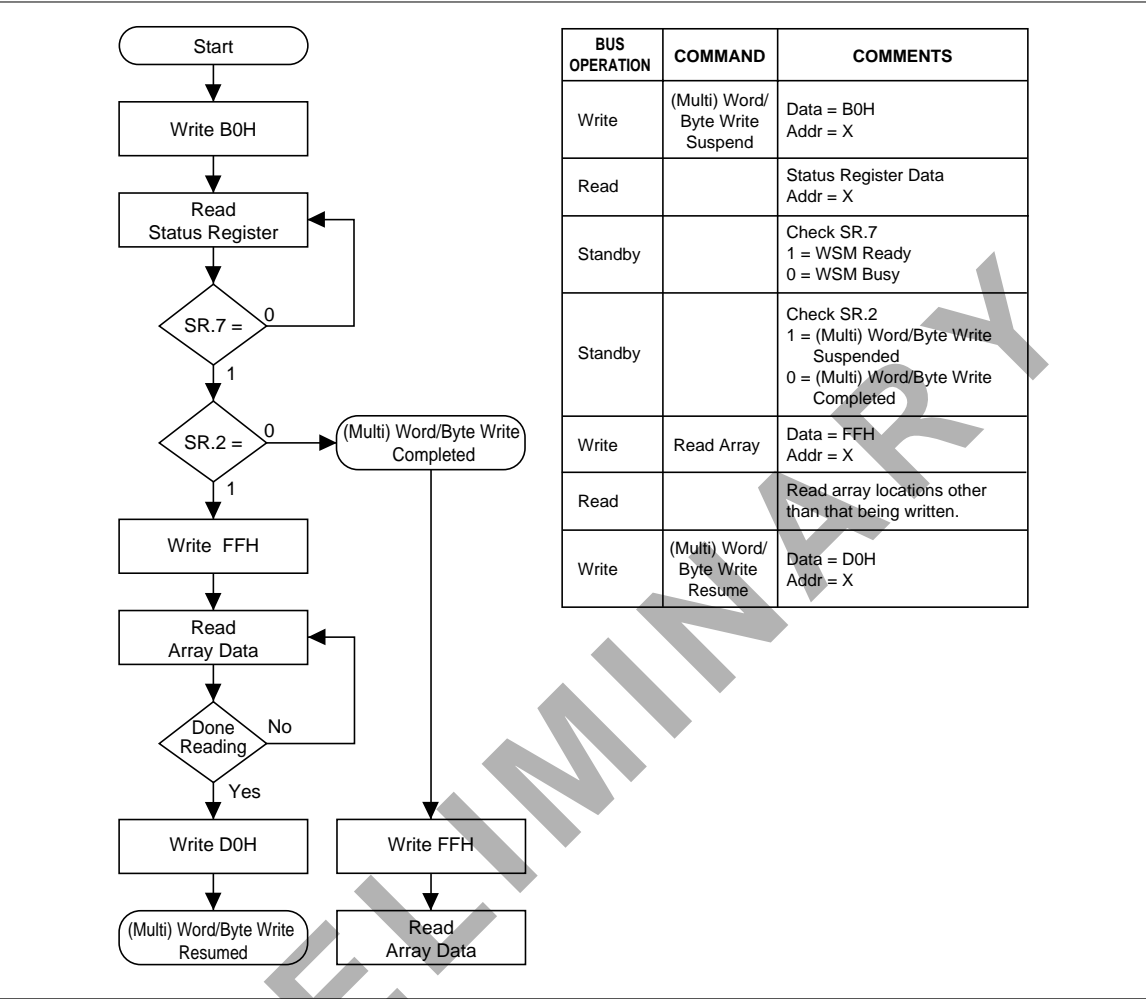 Start
Write B0H
Read
Status Register
SR.7 =
0
1
SR.2 =
0
1
(Multi) Word/Byte Write
Completed
Write FFH
Read
Array Data
Done
Reading
No
Yes
Write D0H
(Multi) Word/Byte Write
Resumed
Write FFH
Read
Array Data
BUS
OPERATION
COMMAND
COMMENTS
Write
(Multi) Word/
Byte Write
Suspend
Data = B0H
Addr = X
Read
Status Register Data
Addr = X
Standby
Check SR.7
1 = WSM Ready
0 = WSM Busy
Standby
Check SR.2
1 = (Multi) Word/Byte Write
Suspended
0 = (Multi) Word/Byte Write
Completed
Write
Read Array
Data = FFH
Addr = X
Read
Read array locations other
than that being written.
Write
(Multi) Word/
Byte Write
Resume
Data = D0H
Addr = X
ELIMINARY